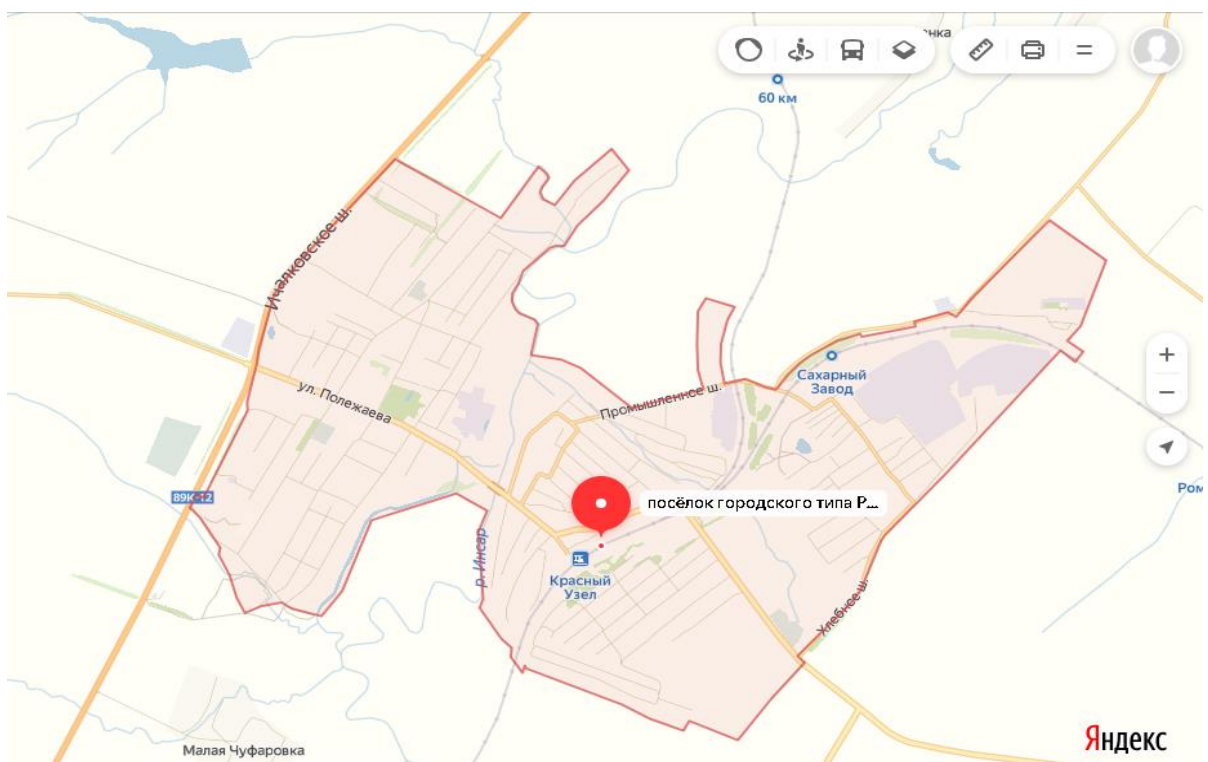 нка
60 км
Ичалковское ш.
Сахарный
Завод
ул. Полежаева
Промышленное ш.
89К-12
посёлок городского типа Р...
Ром
р. Инсар
Красный
Узел
Хлебное ш.
Малая Чуфаровка
Яндекс